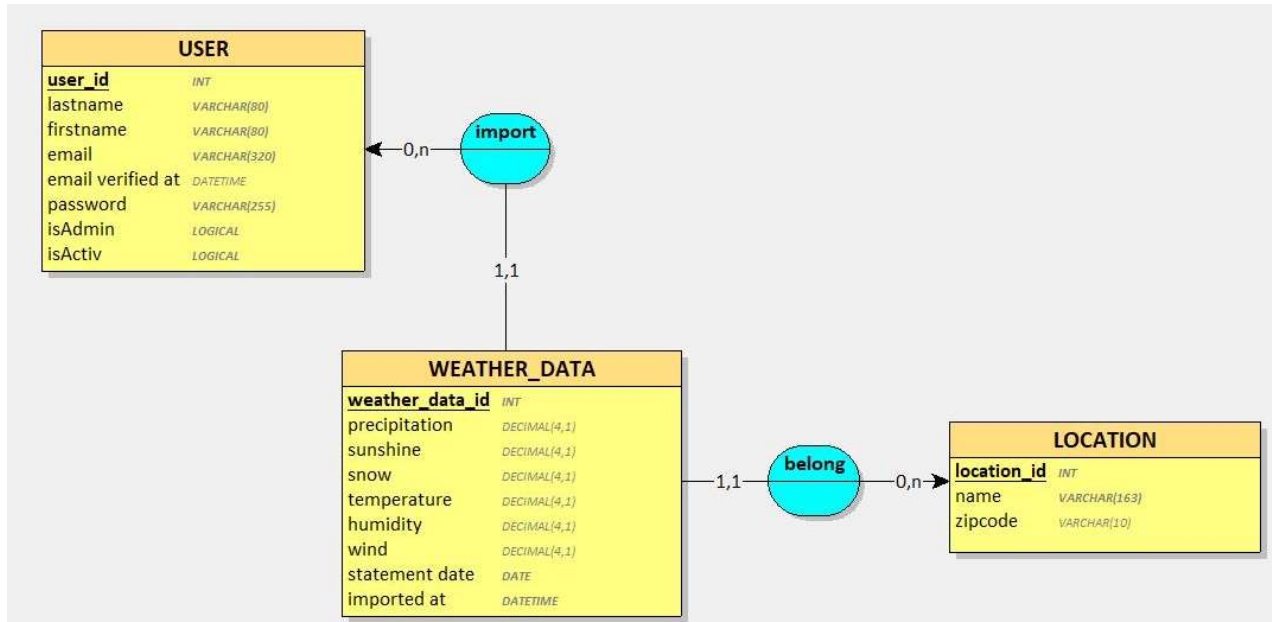 USER
user_id INT
lastname VARCHAR(80)
firstname VARCHAR(80)
email VARCHAR(320)
email verified at DATETIME
password VARCHAR(255)
isAdmin LOGICAL
isActiv LOGICAL
0,n
import
1,1
WEATHER_DATA
weather_data_id INT
precipitation DECIMAL(4,1)
sunshine DECIMAL(4,1)
snow DECIMAL(4,1)
temperature DECIMAL(4,1)
humidity DECIMAL(4,1)
wind DECIMAL(4,1)
statement date DATE
imported at DATETIME
1,1
belong
0,n
LOCATION
location_id INT
name VARCHAR(163)
zipcode VARCHAR(10)